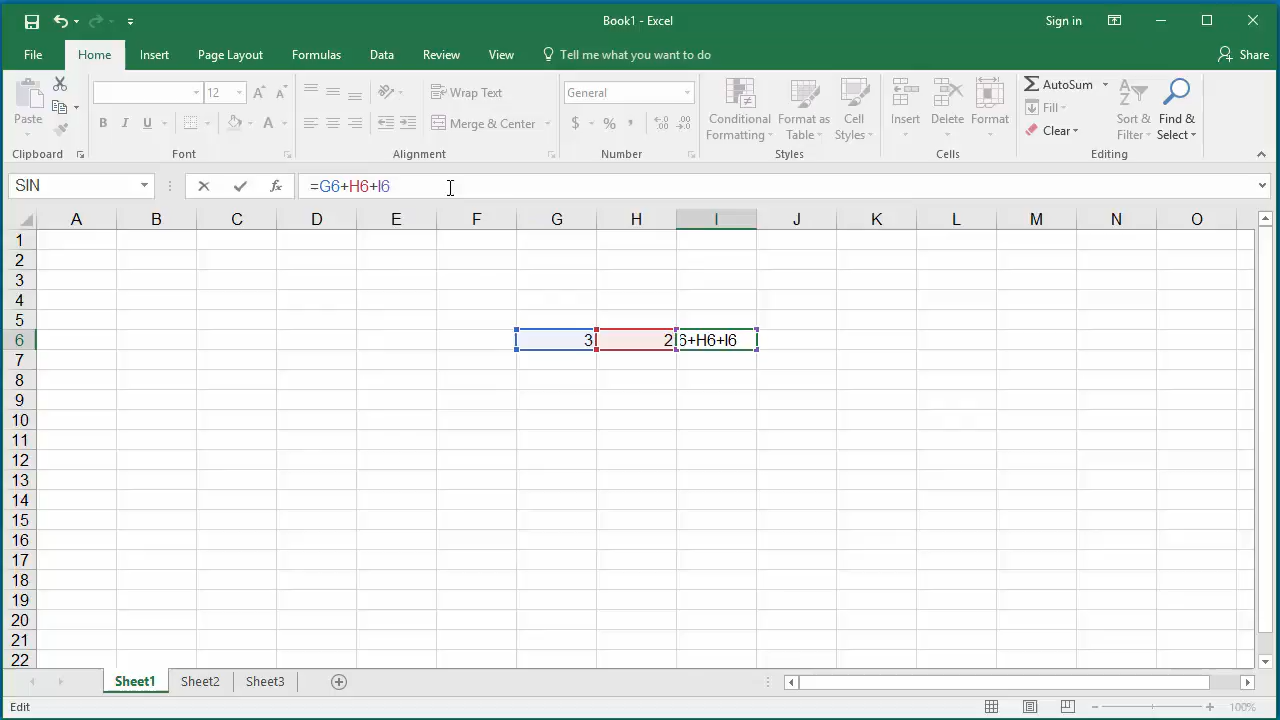 Book1 - Excel
Sign in
File Home Insert Page Layout Formulas Data Review View Tell me what you want to do Share
Paste
Clipboard
12
B I U A
Font
Wrap Text
Merge & Center
Alignment
General
$ % ,
Number
Conditional Formatting
Format as Table
Cell Styles
Styles
Insert Delete Format
Cells
AutoSum
Fill
Clear
Sort & Filter
Find & Select
Editing
SIN
fx
=G6+H6+I6
A B C D E F G H I J K L M N O
1
2
3
4
5
6 3 2 6+H6+I6
7
8
9
10
11
12
13
14
15
16
17
18
19
20
21
22
Sheet1 Sheet2 Sheet3
Edit
100%